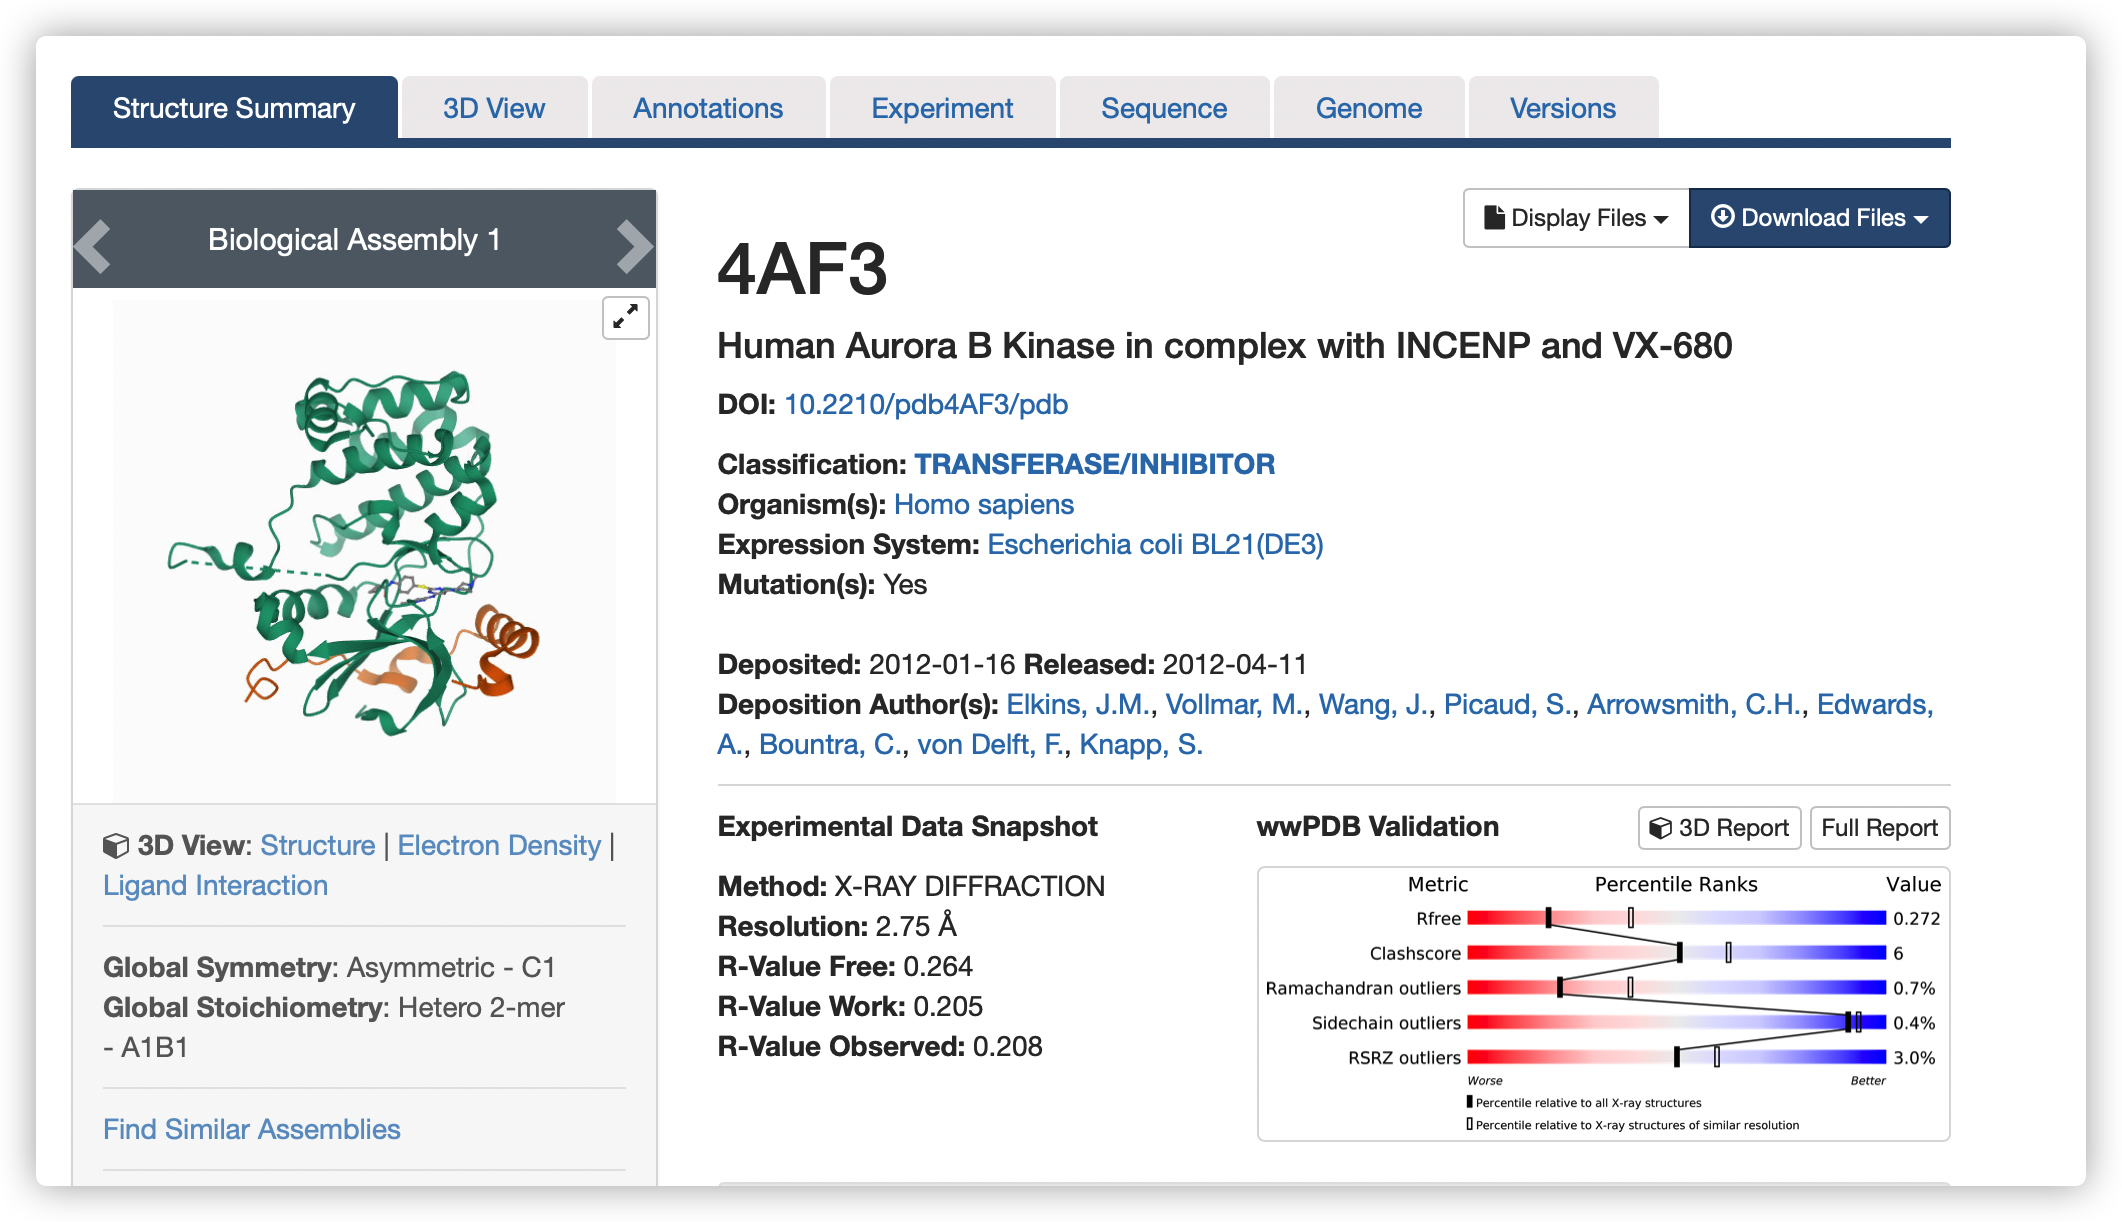 Structure Summary
3D View
Annotations
Experiment
Sequence
Genome
Versions
Biological Assembly 1
Display Files
Download Files
4AF3
Human Aurora B Kinase in complex with INCENP and VX-680
DOI: 10.2210/pdb4AF3/pdb
Classification: TRANSFERASE/INHIBITOR
Organism(s): Homo sapiens
Expression System: Escherichia coli BL21(DE3)
Mutation(s): Yes
Deposited: 2012-01-16 Released: 2012-04-11
Deposition Author(s): Elkins, J.M., Vollmar, M., Wang, J., Picaud, S., Arrowsmith, C.H., Edwards,
A., Bountra, C., von Delft, F., Knapp, S.
3D View: Structure | Electron Density |
Ligand Interaction
Global Symmetry: Asymmetric - C1
Global Stoichiometry: Hetero 2-mer
- A1B1
Find Similar Assemblies
Experimental Data Snapshot
Method: X-RAY DIFFRACTION
Resolution: 2.75 Å
R-Value Free: 0.264
R-Value Work: 0.205
R-Value Observed: 0.208
wwPDB Validation
3D Report
Full Report
Metric Percentile Ranks Value
Rfree 0.272
Clashscore 6
Ramachandran outliers 0.7%
Sidechain outliers 0.4%
RSRZ outliers 3.0%
Worse Better
Percentile relative to all X-ray structures
Percentile relative to X-ray structures of similar resolution